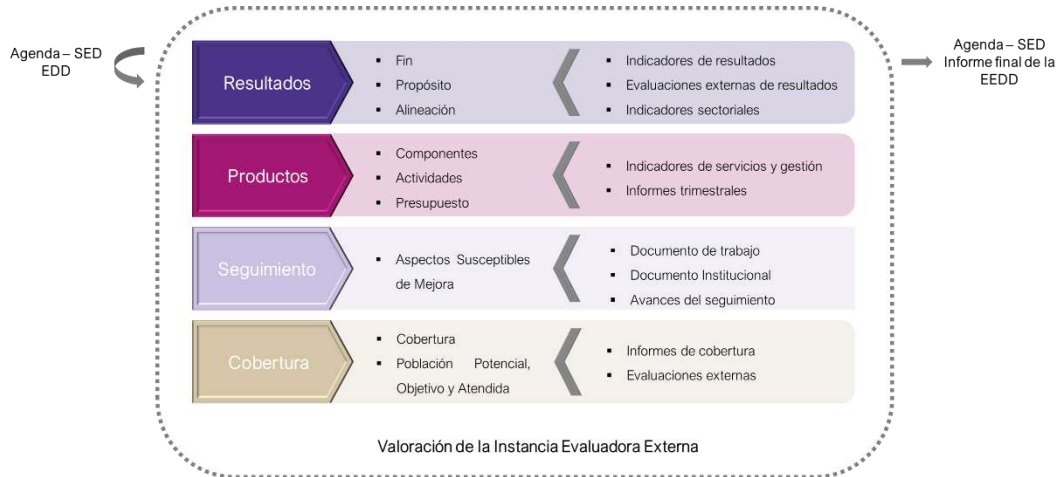 Agenda – SED
EDD
Agenda – SED
Informe final de la
EEDD
Resultados
▪ Fin
▪ Propósito
▪ Alineación
▪ Indicadores de resultados
▪ Evaluaciones externas de resultados
▪ Indicadores sectoriales
Productos
▪ Componentes
▪ Actividades
▪ Presupuesto
▪ Indicadores de servicios y gestión
▪ Informes trimestrales
Seguimiento
▪ Aspectos Susceptibles
de Mejora
▪ Documento de trabajo
▪ Documento Institucional
▪ Avances del seguimiento
Cobertura
▪ Cobertura
▪ Población Potencial,
Objetivo y Atendida
▪ Informes de cobertura
▪ Evaluaciones externas
Valoración de la Instancia Evaluadora Externa